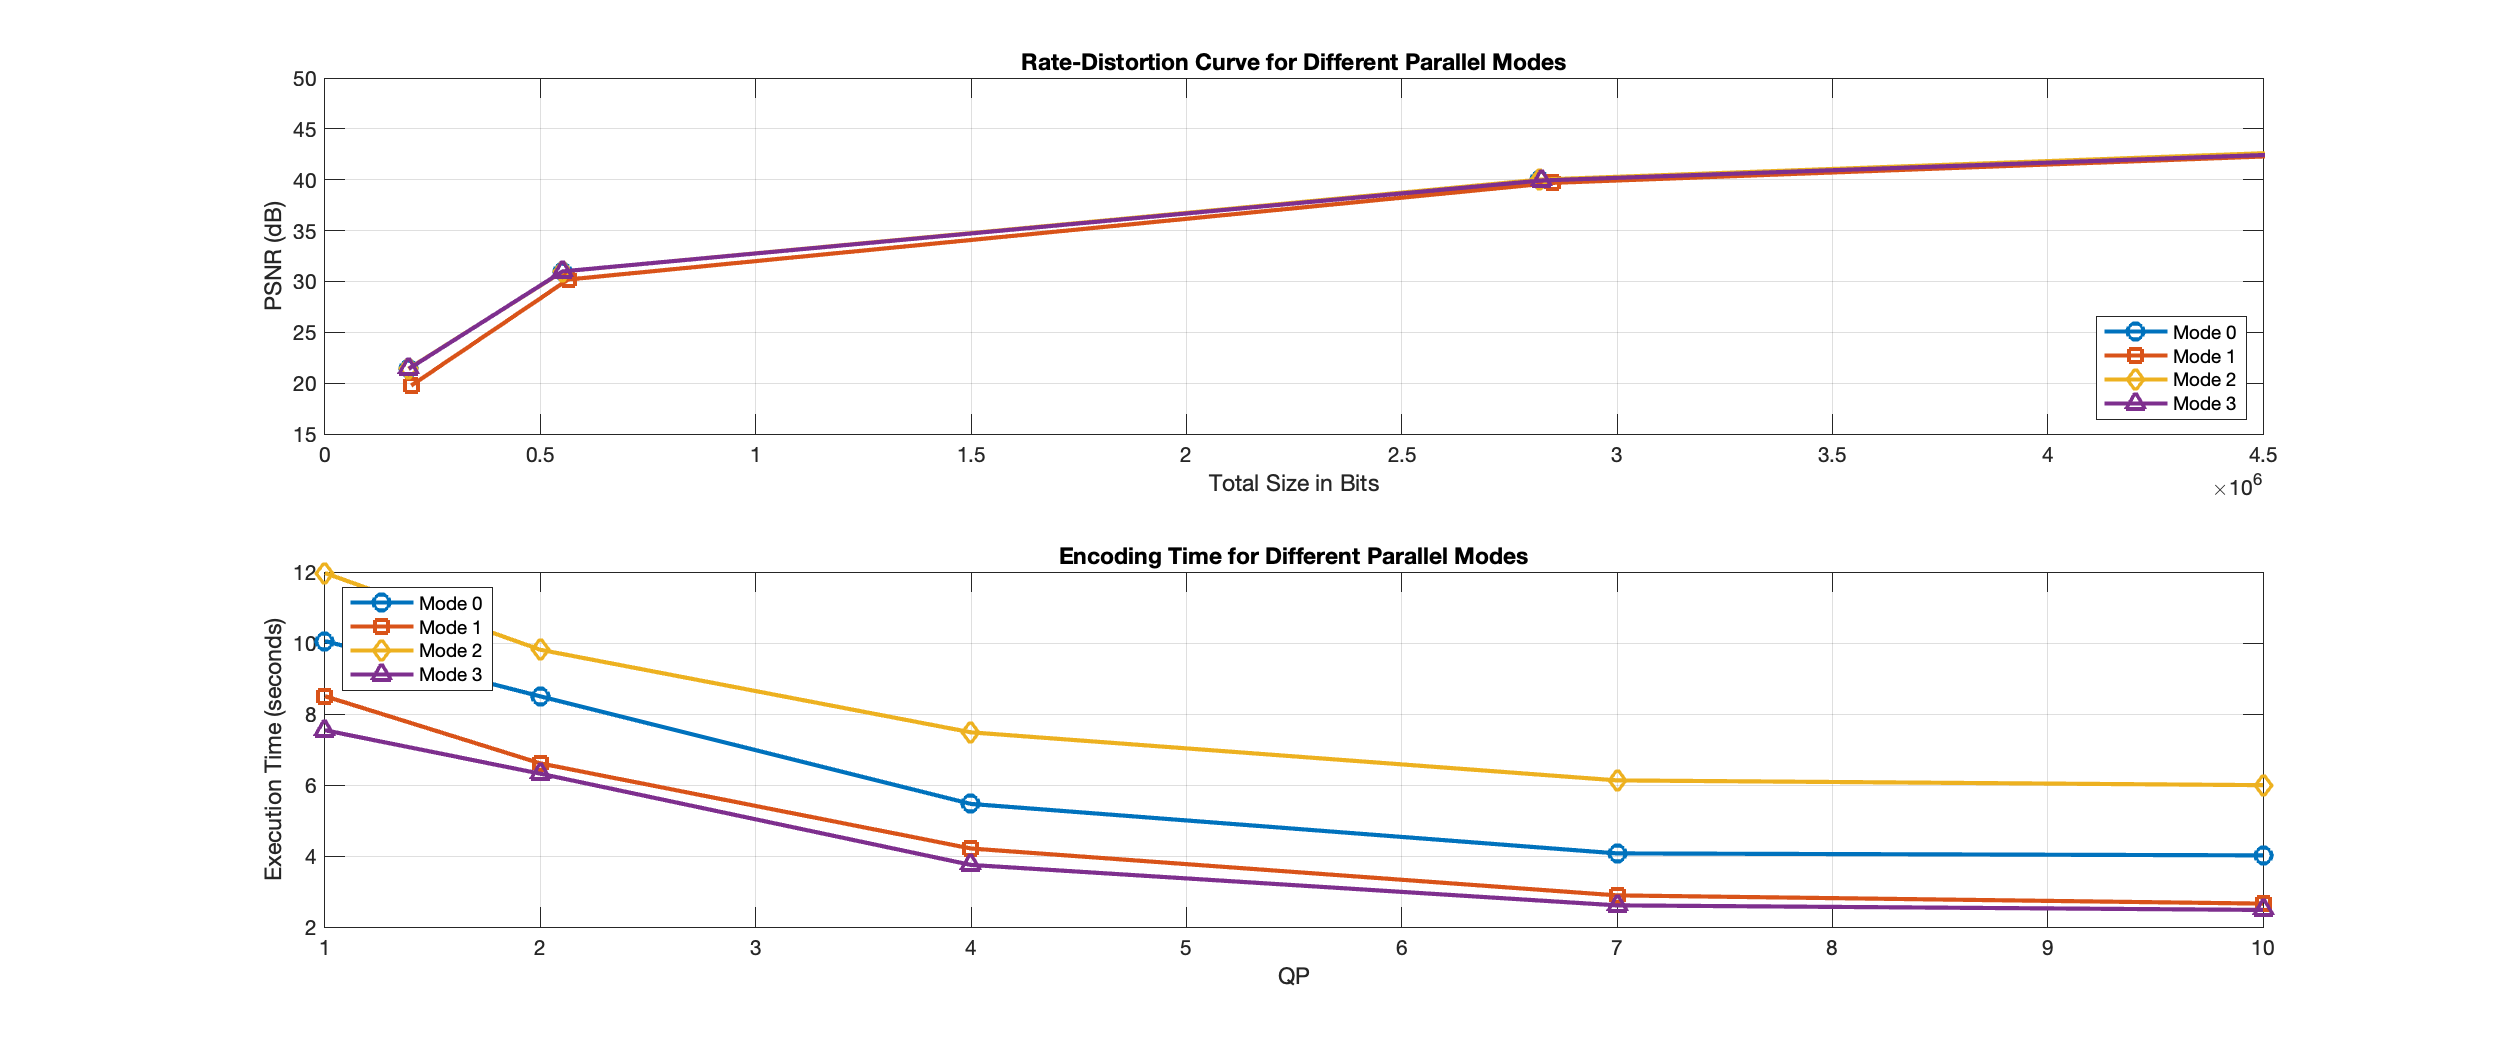 Rate-Distortion Curve for Different Parallel Modes
50
45
40
35
30
25
20
15
PSNR (dB)
Mode 0
Mode 1
Mode 2
Mode 3
0 0.5 1 1.5 2 2.5 3 3.5 4 4.5
Total Size in Bits
×10^6
Encoding Time for Different Parallel Modes
12
10
8
6
4
2
Execution Time (seconds)
Mode 0
Mode 1
Mode 2
Mode 3
1 2 3 4 5 6 7 8 9 10
QP